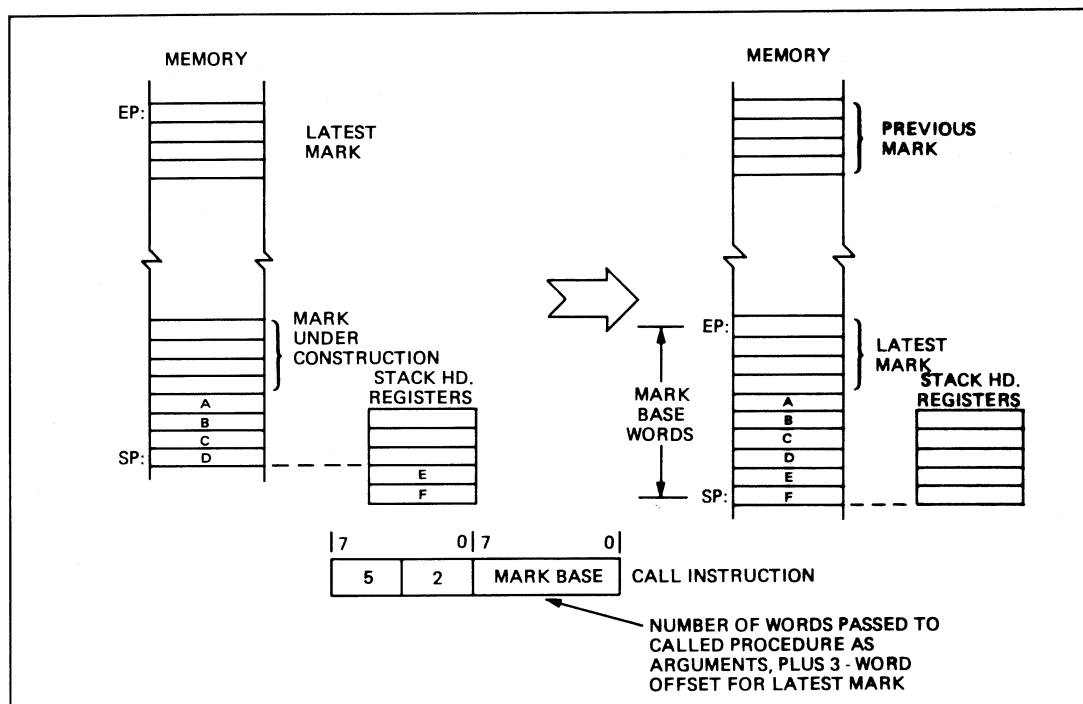 MEMORY
EP:
LATEST
MARK
MARK
UNDER
CONSTRUCTION
STACK HD.
REGISTERS
A
B
C
SP:
D
E
F
MEMORY
PREVIOUS
MARK
EP:
LATEST
MARK
STACK HD.
REGISTERS
MARK
BASE
WORDS
A
B
C
D
E
SP:
F
7 0 7 0
5 2 MARK BASE CALL INSTRUCTION
NUMBER OF WORDS PASSED TO
CALLED PROCEDURE AS
ARGUMENTS, PLUS 3 - WORD
OFFSET FOR LATEST MARK